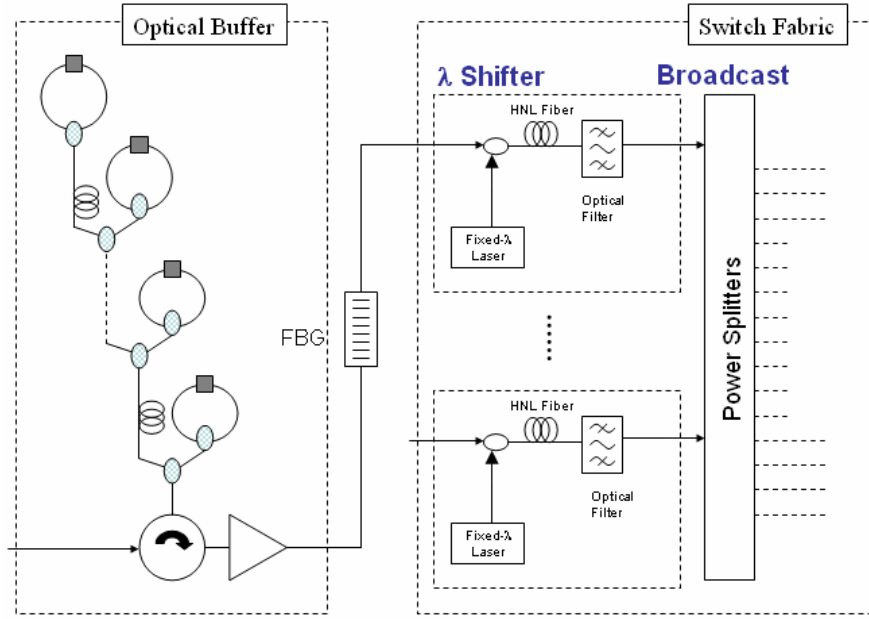 Optical Buffer
Switch Fabric
λ Shifter
Broadcast
HNL Fiber
Optical
Filter
Fixed-λ
Laser
FBG
Power Splitters
HNL Fiber
Optical
Filter
Fixed-λ
Laser